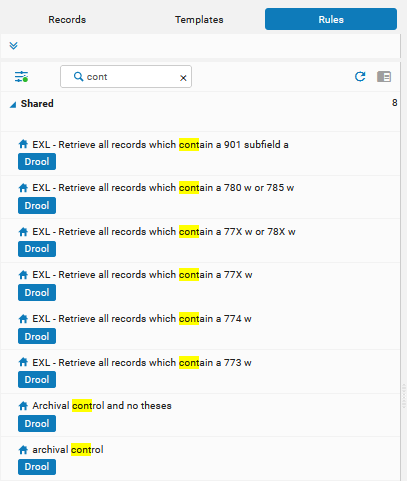 Records Templates Rules
cont
Shared 8
EXL - Retrieve all records which contain a 901 subfield a
Drool
EXL - Retrieve all records which contain a 780 w or 785 w
Drool
EXL - Retrieve all records which contain a 77X w or 78X w
Drool
EXL - Retrieve all records which contain a 77X w
Drool
EXL - Retrieve all records which contain a 774 w
Drool
EXL - Retrieve all records which contain a 773 w
Drool
Archival control and no theses
Drool
archival control
Drool